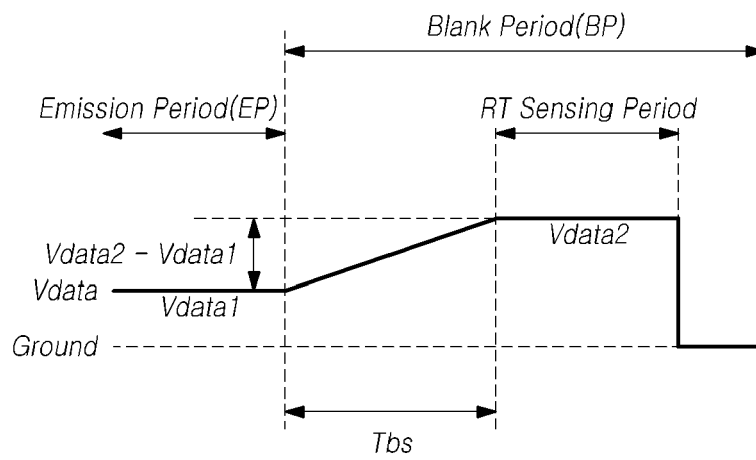 Blank Period(BP)
Emission Period(EP)
RT Sensing Period
Vdata2 - Vdata1
Vdata2
Vdata
Vdata1
Ground
Tbs